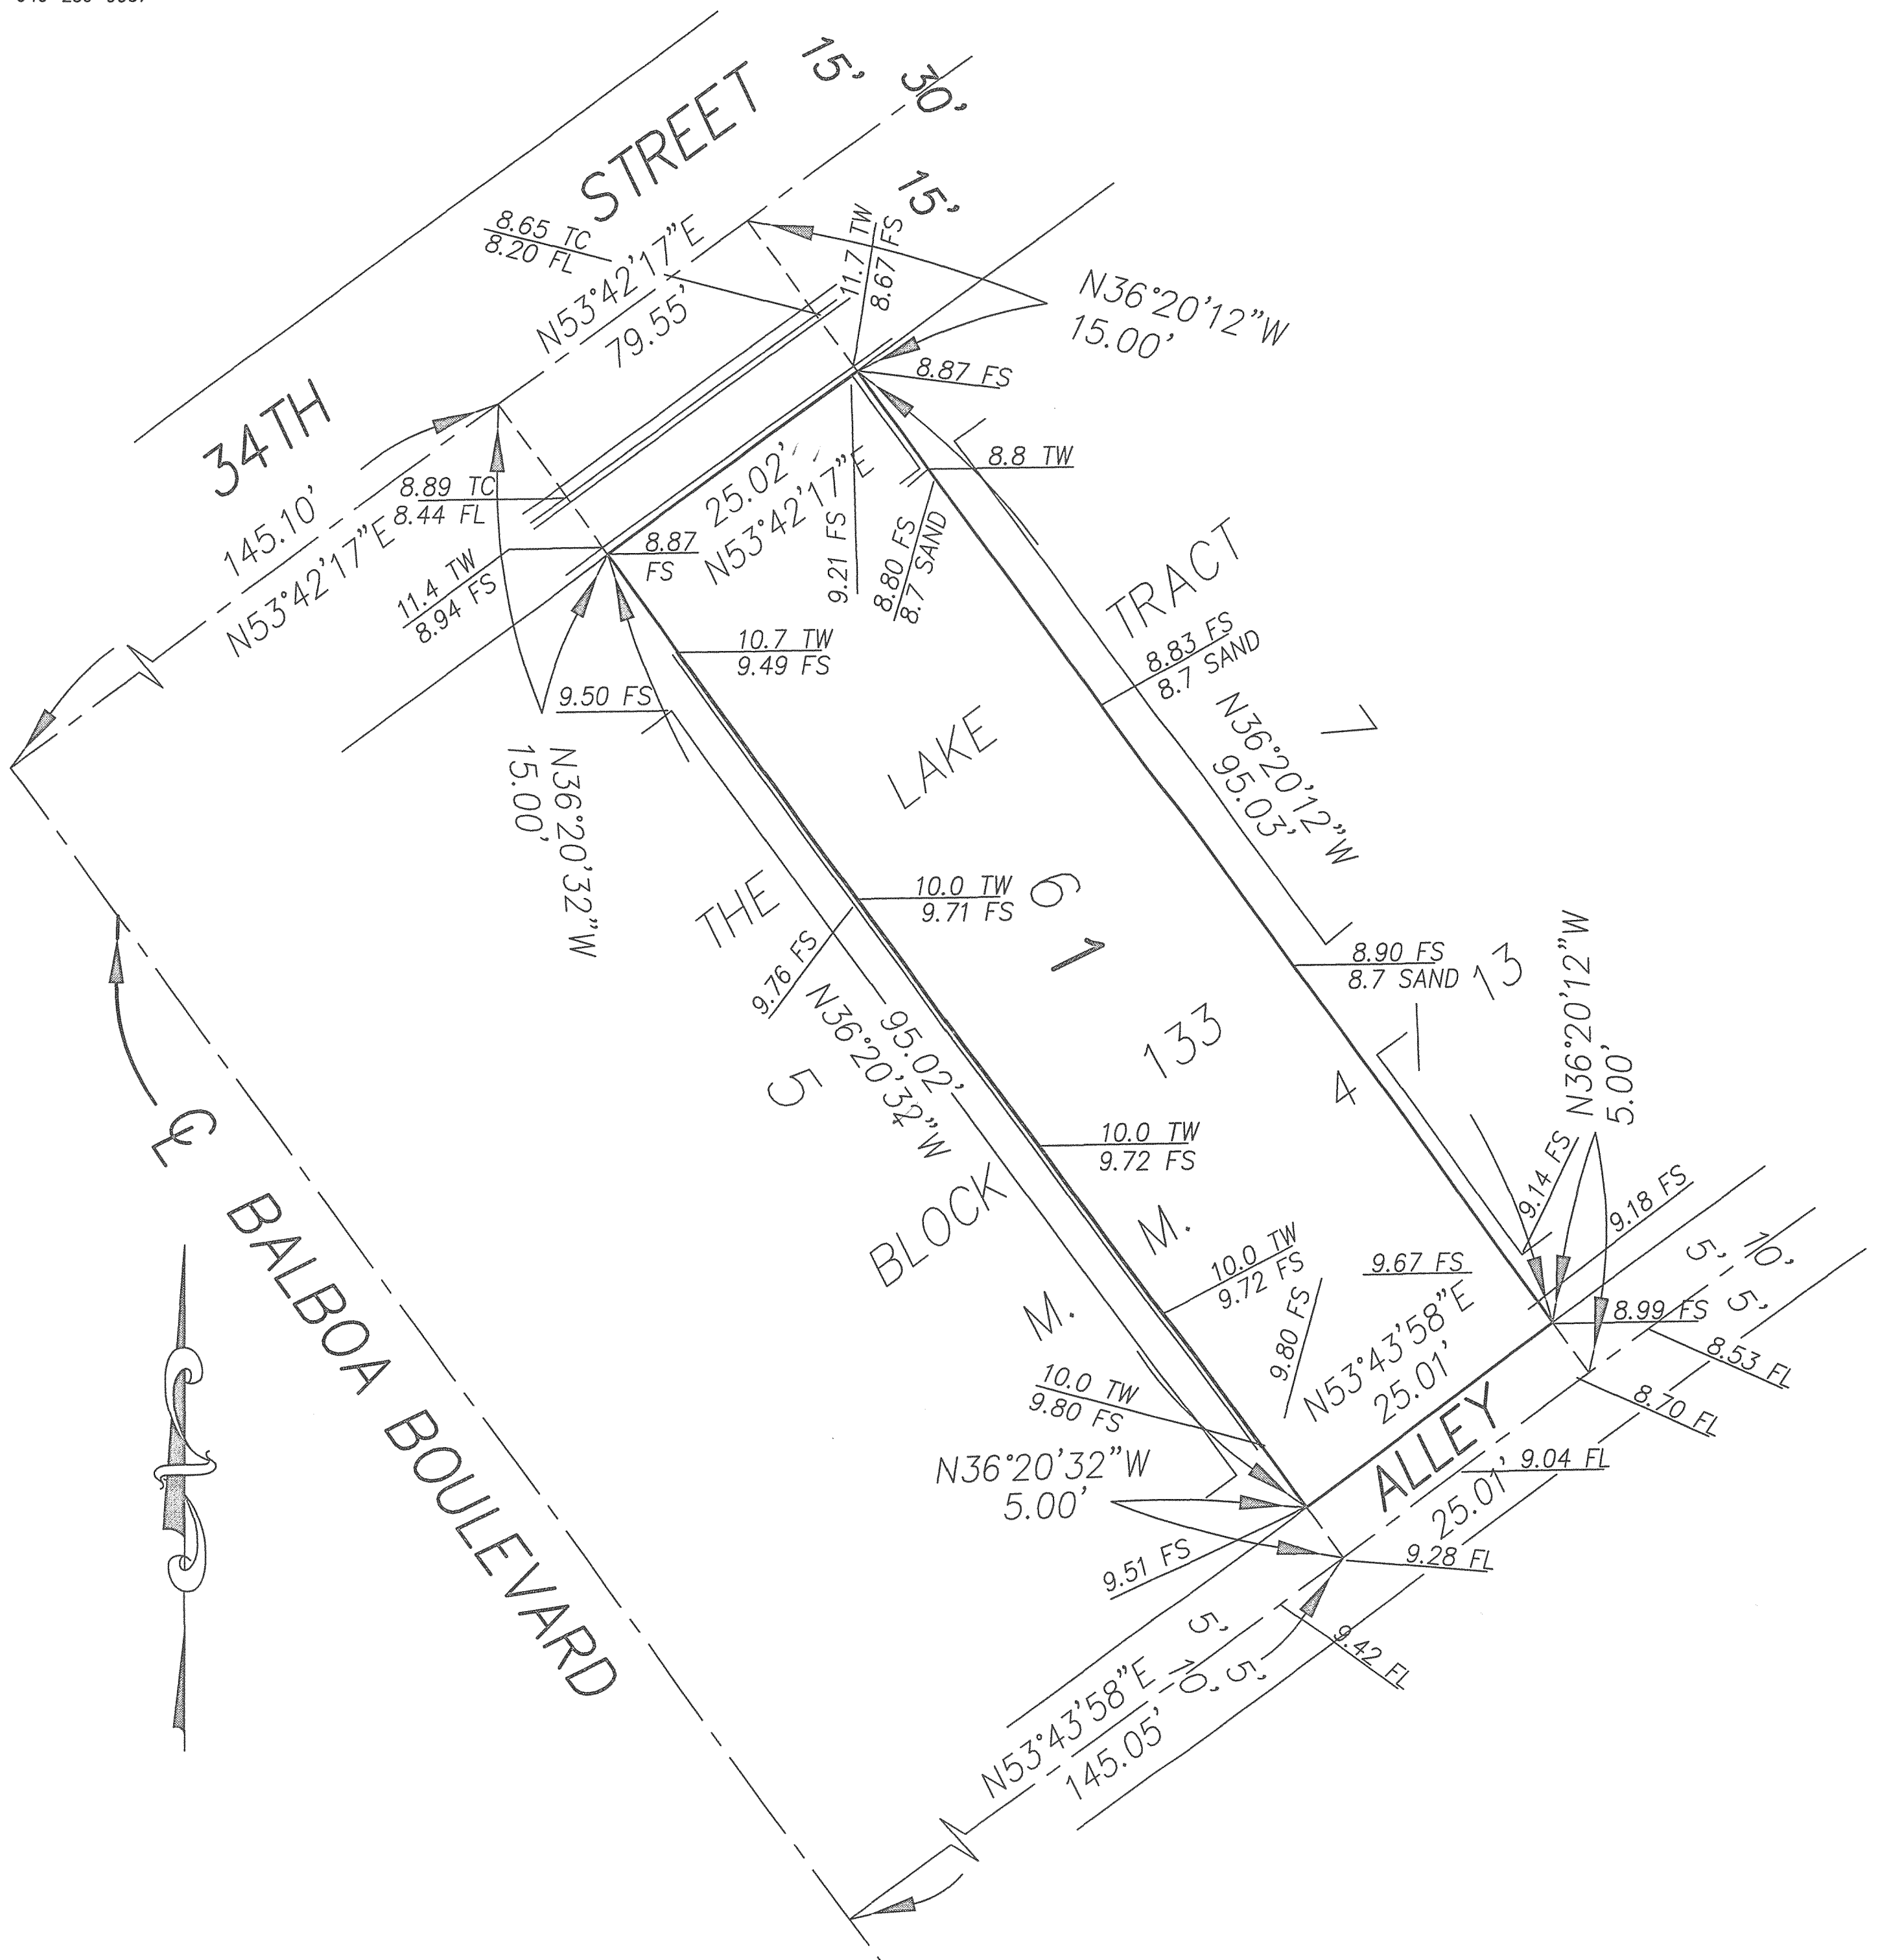 15'
30'
STREET
15'
8.65 TC
8.20 FL
N53°42'17"E
79.55'
11.7 TW
8.67 FS
N36°20'12"W
15.00'
8.87 FS
34TH
8.8 TW
145.10'
N53°42'17"E
8.89 TC
8.44 FL
25.02'
N53°42'17"E
11.4 TW
8.94 FS
8.87
FS
9.21 FS
8.80 FS
8.7 SAND
TRACT
10.7 TW
9.49 FS
8.83 FS
8.7 SAND
9.50 FS
N36°20'32"W
15.00'
LAKE
7
N36°20'12"W
95.03'
THE
10.0 TW
9.71 FS
6
1
9.76 FS
8.90 FS
8.7 SAND
13
N36°20'12"W
5.00'
95.02'
N36°20'32"W
5
133
4
CL
BALBOA BOULEVARD
10.0 TW
9.72 FS
BLOCK
M.
M.
9.14 FS
9.18 FS
10.0 TW
9.72 FS
9.67 FS
9.80 FS
N53°43'58"E
25.01'
5'
10'
5'
8.99 FS
8.53 FL
8.70 FL
10.0 TW
9.80 FS
ALLEY
N36°20'32"W
5.00'
9.04 FL
25.01'
9.51 FS
9.28 FL
5'
10'
5'
9.42 FL
N53°43'58"E
145.05'